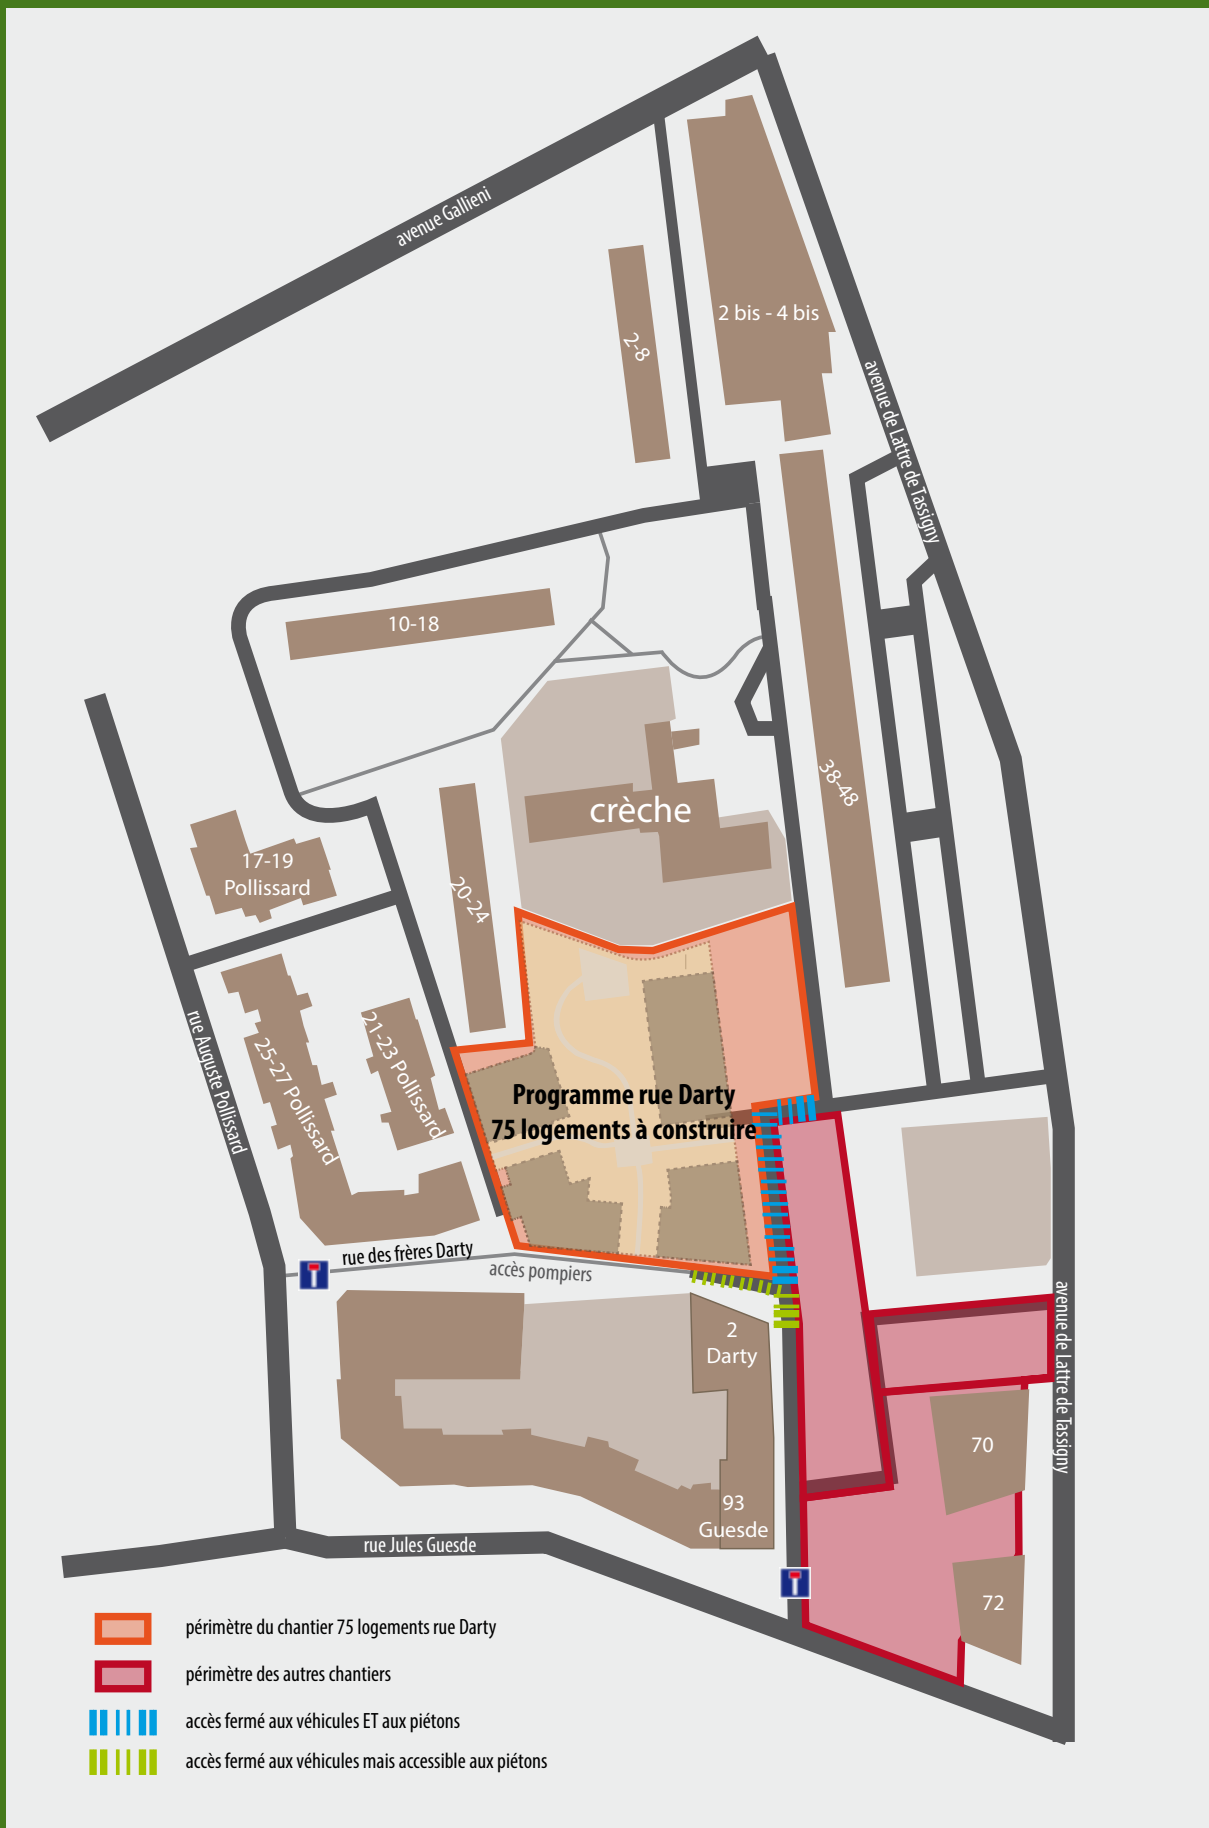 avenue Gallieni
2 bis - 4 bis
2-8
avenue de Lattre de Tassigny
10-18
38-48
crèche
17-19
Pollissard
20-24
rue Auguste Pollissard
25-27 Pollissard
21-23 Pollissard
Programme rue Darty
75 logements à construire
rue des frères Darty
accès pompiers
avenue de Lattre de Tassigny
2
Darty
70
93
Guesde
rue Jules Guesde
72
périmètre du chantier 75 logements rue Darty
périmètre des autres chantiers
accès fermé aux véhicules ET aux piétons
accès fermé aux véhicules mais accessible aux piétons